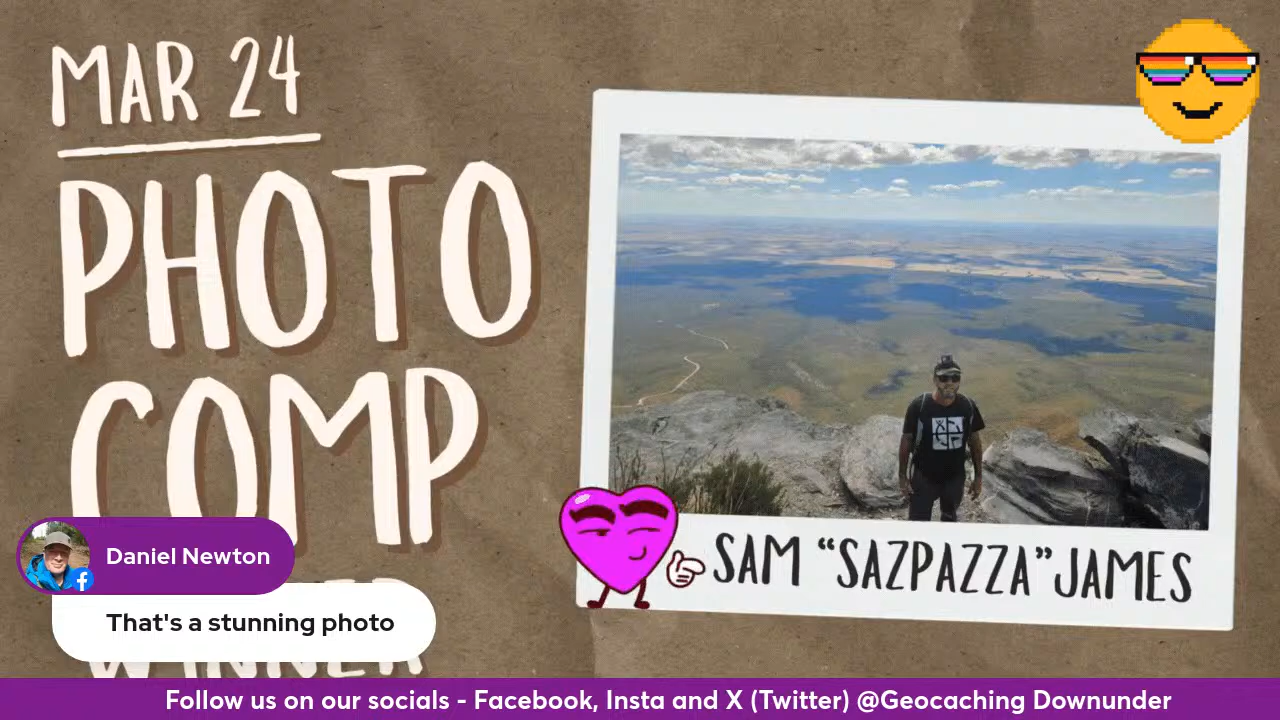 MAR 24
PHOTO
COMP
WINNER
SAM “SAZPAZZA” JAMES
Daniel Newton
That's a stunning photo
Follow us on our socials - Facebook, Insta and X (Twitter) @Geocaching Downunder